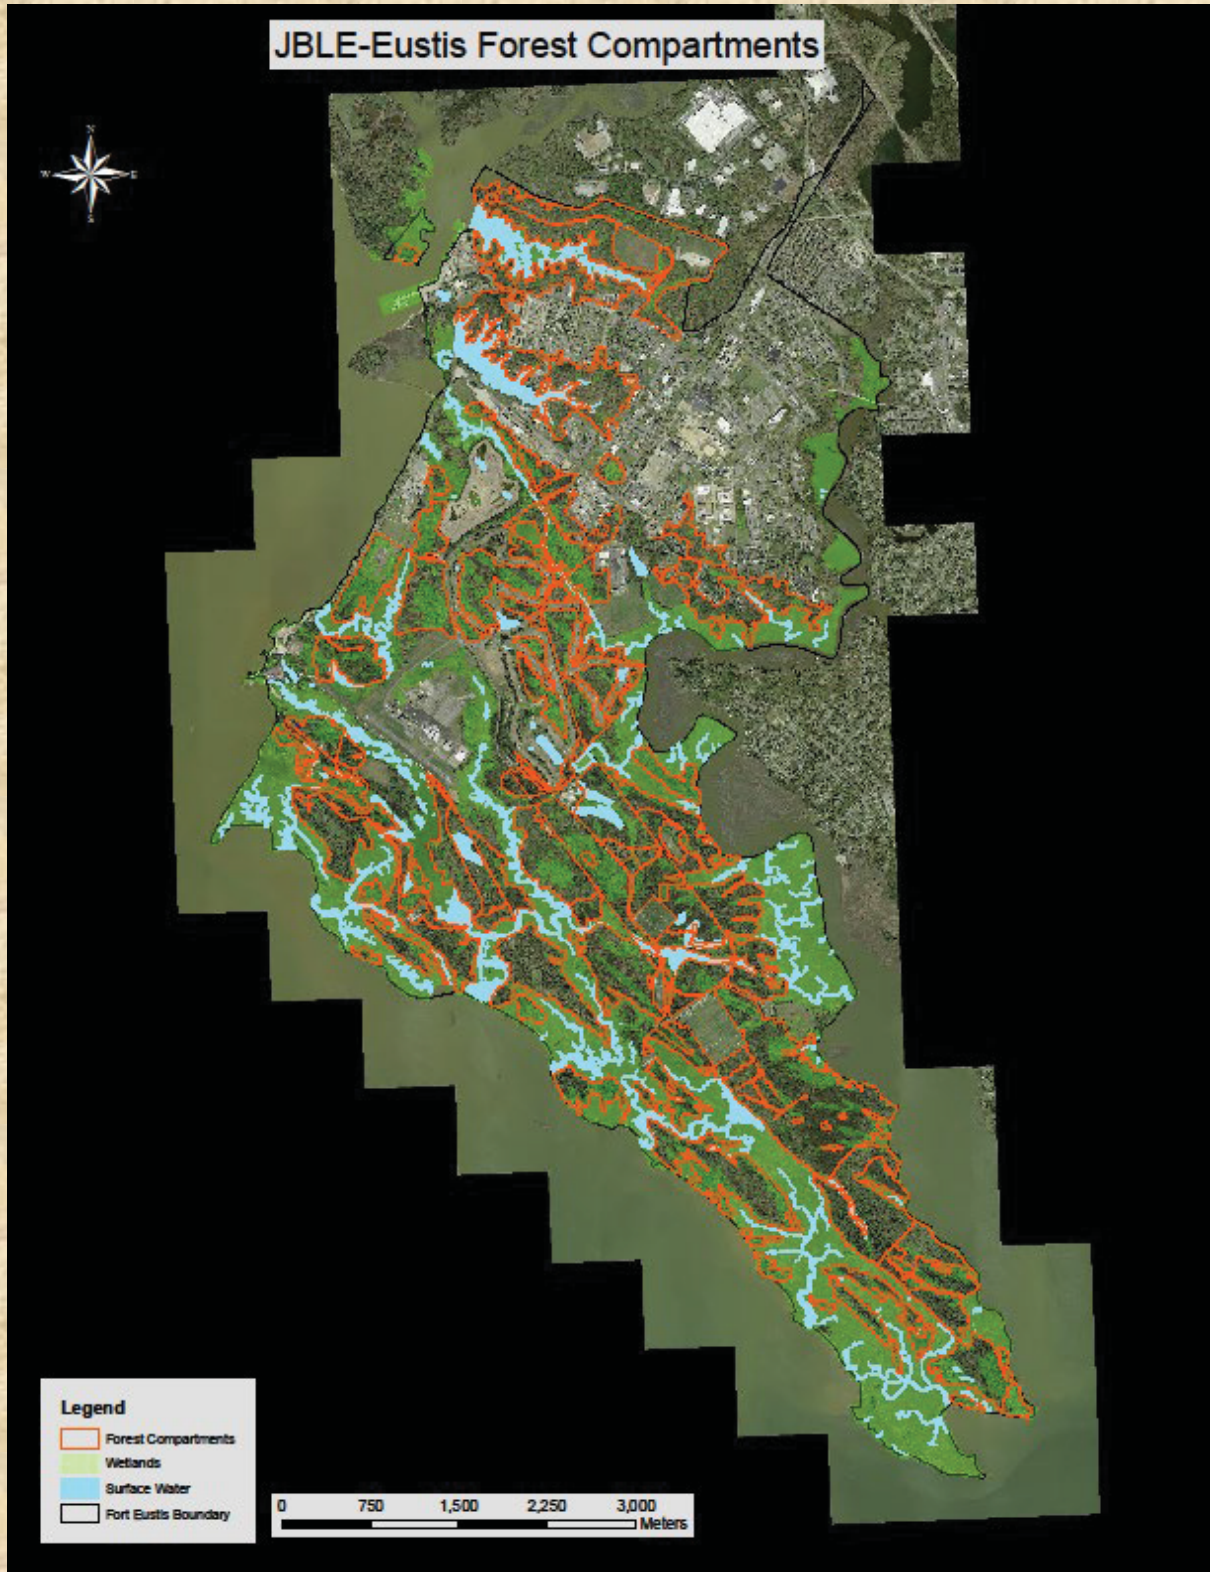 JBLE-Eustis Forest Compartments
N
W E
S
Legend
Forest Compartments
Wetlands
Surface Water
Fort Eustis Boundary
0 750 1,500 2,250 3,000
Meters